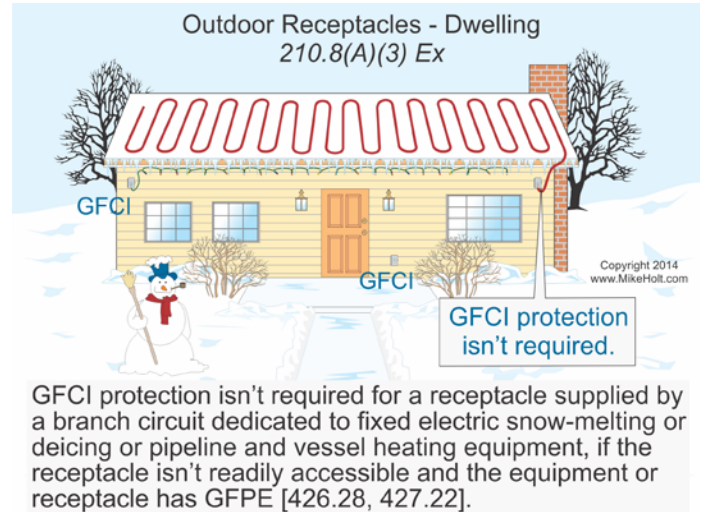 Outdoor Receptacles - Dwelling
210.8(A)(3) Ex
GFCI
GFCI
Copyright 2014
www.MikeHolt.com
GFCI protection
isn't required.
GFCI protection isn't required for a receptacle supplied by
a branch circuit dedicated to fixed electric snow-melting or
deicing or pipeline and vessel heating equipment, if the
receptacle isn't readily accessible and the equipment or
receptacle has GFPE [426.28, 427.22].